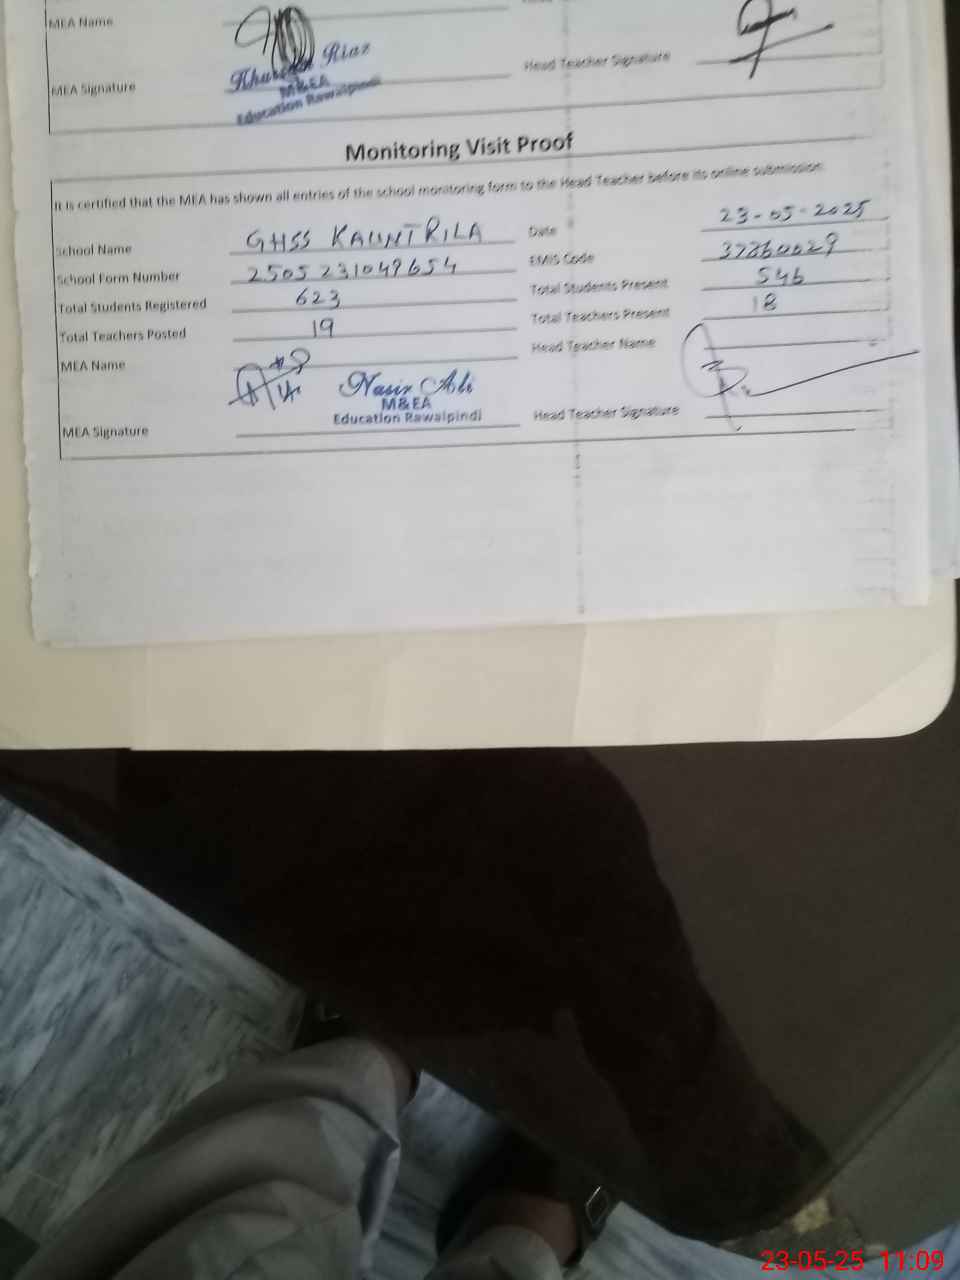 MEA Name
Riaz
MEA Signature
Head Teacher Signature
M&EA
Education Rawalpindi
Monitoring Visit Proof
It is certified that the MEA has shown all entries of the school monitoring form to the Head Teacher before its online submission.
School Name GHSS KAUNTRILA Date 23-05-2025
School Form Number 2505231049654 EMIS Code 37360029
Total Students Registered 623 Total Students Present 546
Total Teachers Posted 19 Total Teachers Present 18
MEA Name Head Teacher Name
Nasir Ali
M&EA
Education Rawalpindi
MEA Signature Head Teacher Signature
23-05-25 11:09